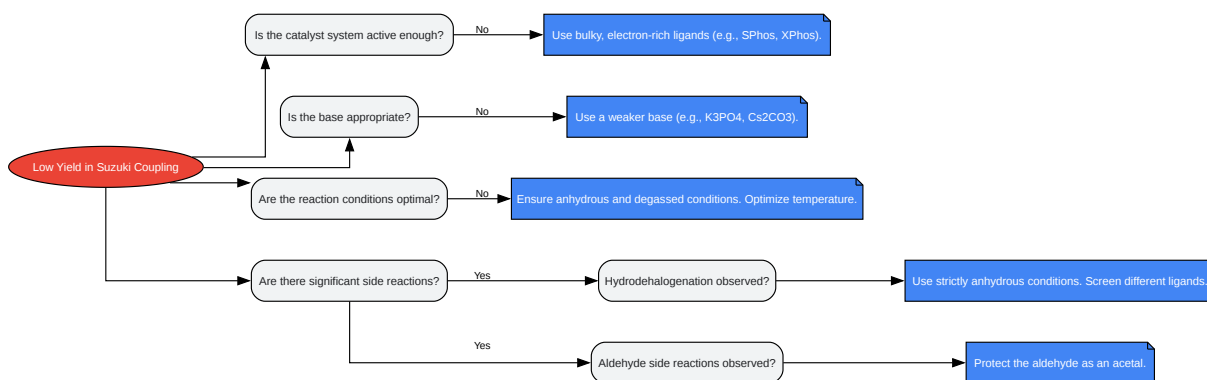 Is the catalyst system active enough?
No
Use bulky, electron-rich ligands (e.g., SPhos, XPhos).
Is the base appropriate?
No
Use a weaker base (e.g., K3PO4, Cs2CO3).
Low Yield in Suzuki Coupling
Are the reaction conditions optimal?
No
Ensure anhydrous and degassed conditions. Optimize temperature.
Are there significant side reactions?
Yes
Hydrodehalogenation observed?
Use strictly anhydrous conditions. Screen different ligands.
Yes
Aldehyde side reactions observed?
Protect the aldehyde as an acetal.